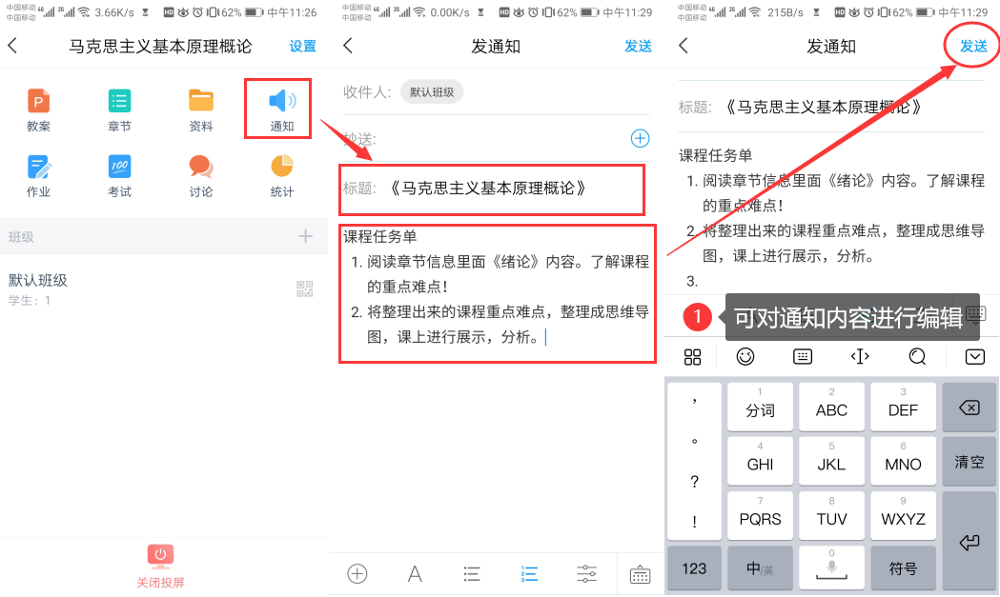 中国移动 中国移动 4G 2G 3.66K/s HD 62% 中午11:26
马克思主义基本原理概论 设置
P 100
教案 章节 资料 通知
作业 考试 讨论 统计
班级
默认班级
学生：1
关闭投屏
中国移动 中国移动 4G 2G 0.00K/s HD 62% 中午11:29
发通知 发送
收件人: 默认班级
抄送:
标题: 《马克思主义基本原理概论》
课程任务单
1. 阅读章节信息里面《绪论》内容。了解课程
的重点难点！
2. 将整理出来的课程重点难点，整理成思维导
图，课上进行展示，分析。
A
中国移动 中国移动 4G 2G 215B/s HD 62% 中午11:29
发通知 发送
标题: 《马克思主义基本原理概论》
课程任务单
1. 阅读章节信息里面《绪论》内容。了解课程
的重点难点！
2. 将整理出来的课程重点难点，整理成思维导
图，课上进行展示，分析。
3.
1 可对通知内容进行编辑
， 1 分词 2 ABC 3 DEF
。 4 GHI 5 JKL 6 MNO 清空
？ ！ 7 PQRS 8 TUV 9 WXYZ
123 中/英 0 符号